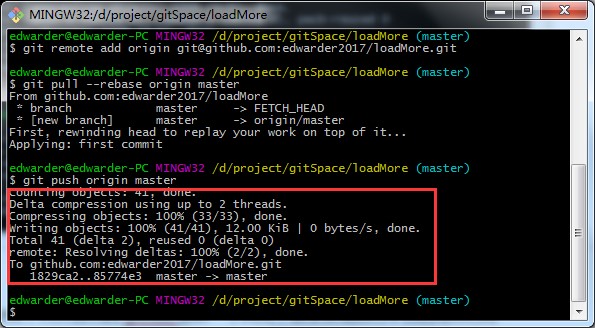 MINGW32:/d/project/gitSpace/loadMore
edwarder@edwarder-PC MINGW32 /d/project/gitSpace/loadMore (master)
$ git remote add origin git@github.com:edwarder2017/loadMore.git
edwarder@edwarder-PC MINGW32 /d/project/gitSpace/loadMore (master)
$ git pull --rebase origin master
From github.com:edwarder2017/loadMore
 * branch            master     -> FETCH_HEAD
 * [new branch]      master     -> origin/master
First, rewinding head to replay your work on top of it...
Applying: first commit
edwarder@edwarder-PC MINGW32 /d/project/gitSpace/loadMore (master)
$ git push origin master
Counting objects: 41, done.
Delta compression using up to 2 threads.
Compressing objects: 100% (33/33), done.
Writing objects: 100% (41/41), 12.00 KiB | 0 bytes/s, done.
Total 41 (delta 2), reused 0 (delta 0)
remote: Resolving deltas: 100% (2/2), done.
To github.com:edwarder2017/loadMore.git
   1829ca2..85774e3  master -> master
edwarder@edwarder-PC MINGW32 /d/project/gitSpace/loadMore (master)
$